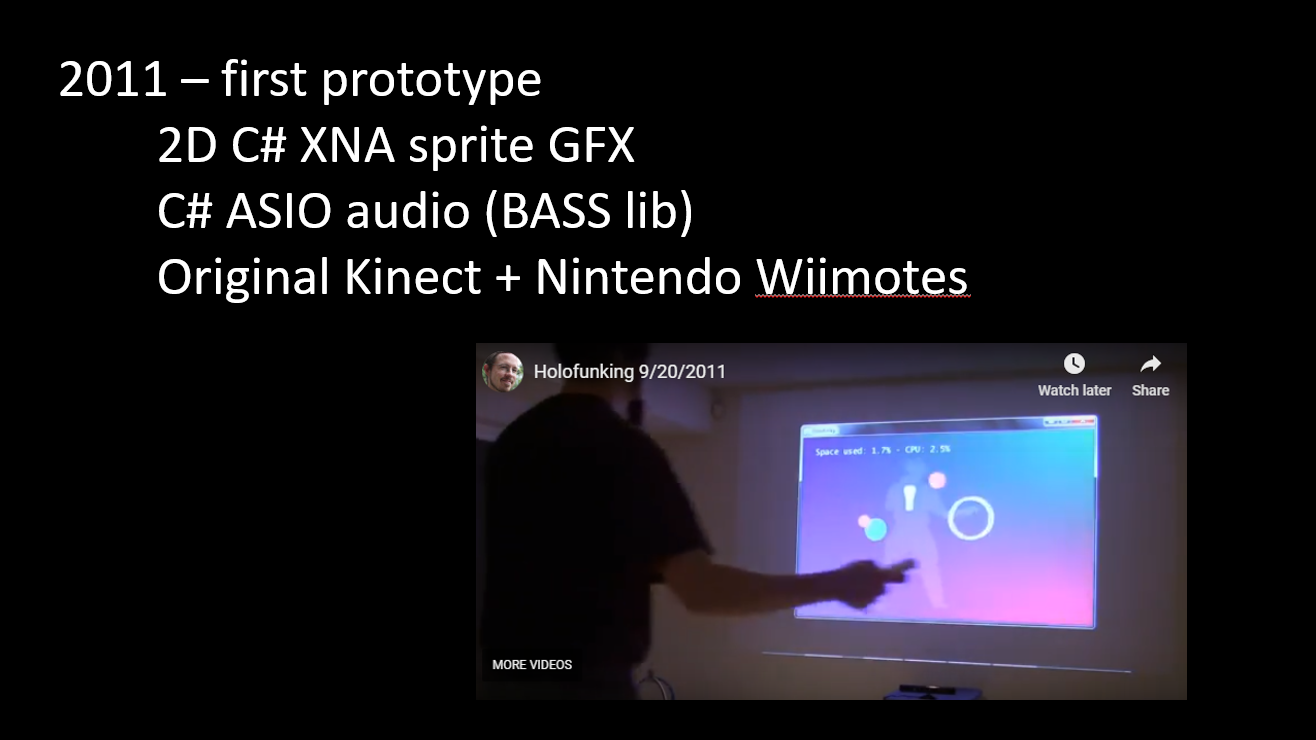 2011 – first prototype
2D C# XNA sprite GFX
C# ASIO audio (BASS lib)
Original Kinect + Nintendo Wiimotes
Holofunking 9/20/2011
Watch later
Share
Space used: 1.7% - CPU: 2.5%
MORE VIDEOS